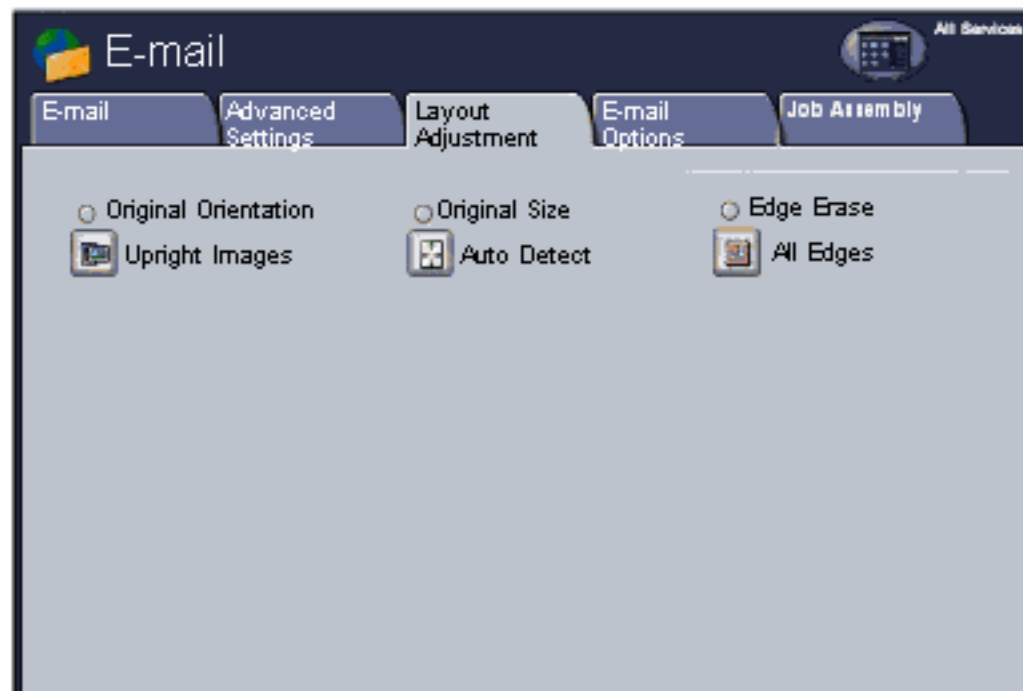 E-mail
All Services
E-mail
Advanced
Settings
Layout
Adjustment
E-mail
Options
Job Assembly
Original Orientation
Upright Images
Original Size
Auto Detect
Edge Erase
All Edges